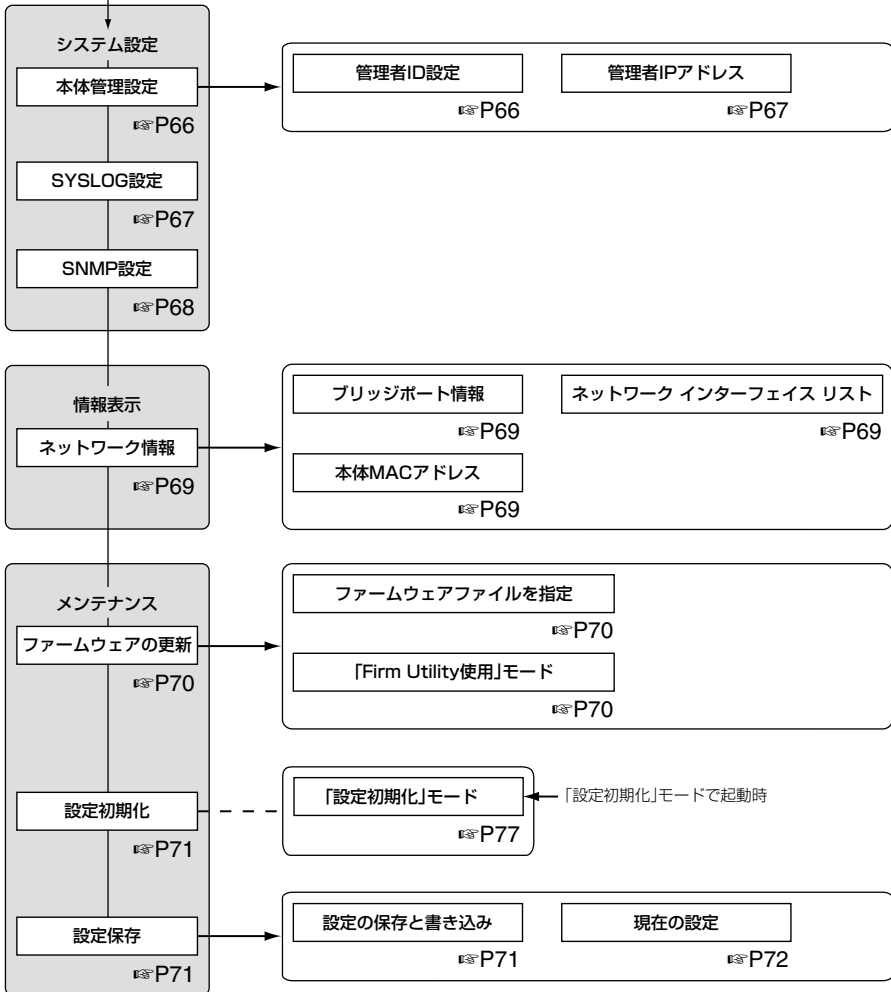 システム設定
本体管理設定
☞P66
SYSLOG設定
☞P67
SNMP設定
☞P68
管理者ID設定
☞P66
管理者IPアドレス
☞P67
情報表示
ネットワーク情報
☞P69
ブリッジポート情報
☞P69
ネットワーク インターフェイス リスト
☞P69
本体MACアドレス
☞P69
メンテナンス
ファームウェアの更新
☞P70
ファームウェアファイルを指定
☞P70
「Firm Utility使用」モード
☞P70
設定初期化
☞P71
「設定初期化」モード
☞P77
「設定初期化」モードで起動時
設定保存
☞P71
設定の保存と書き込み
☞P71
現在の設定
☞P72